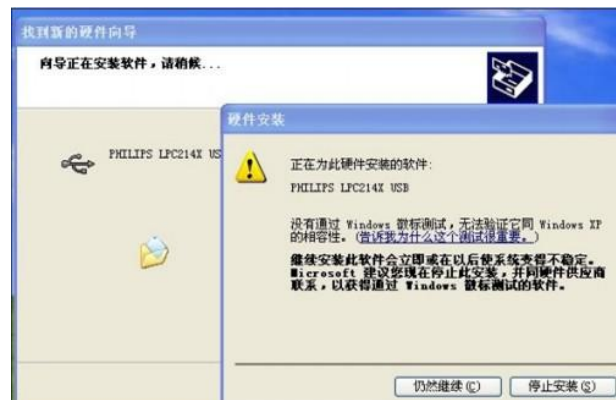 找到新的硬件向导
向导正在安装软件，请稍候...
PHILIPS LPC214X US
硬件安装
正在为此硬件安装的软件:
PHILIPS LPC214X USB
没有通过 Windows 徽标测试，无法验证它同 Windows XP
的相容性。(告诉我为什么这个测试很重要。)
继续安装此软件会立即或在以后使系统变得不稳定。
Microsoft 建议您现在停止此安装，并同硬件供应商
联系，以获得通过 Windows 徽标测试的软件。
仍然继续(C)
停止安装(S)